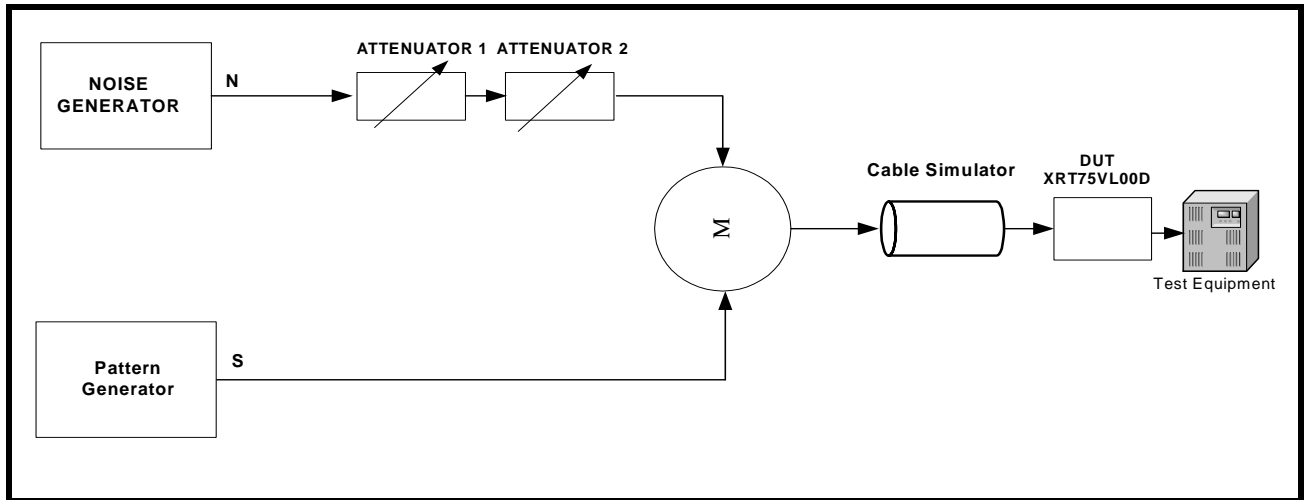 NOISE
GENERATOR
N
ATTENUATOR 1 ATTENUATOR 2
M
Cable Simulator
DUT
XRT75VL00D
Test Equipment
Pattern
Generator
S